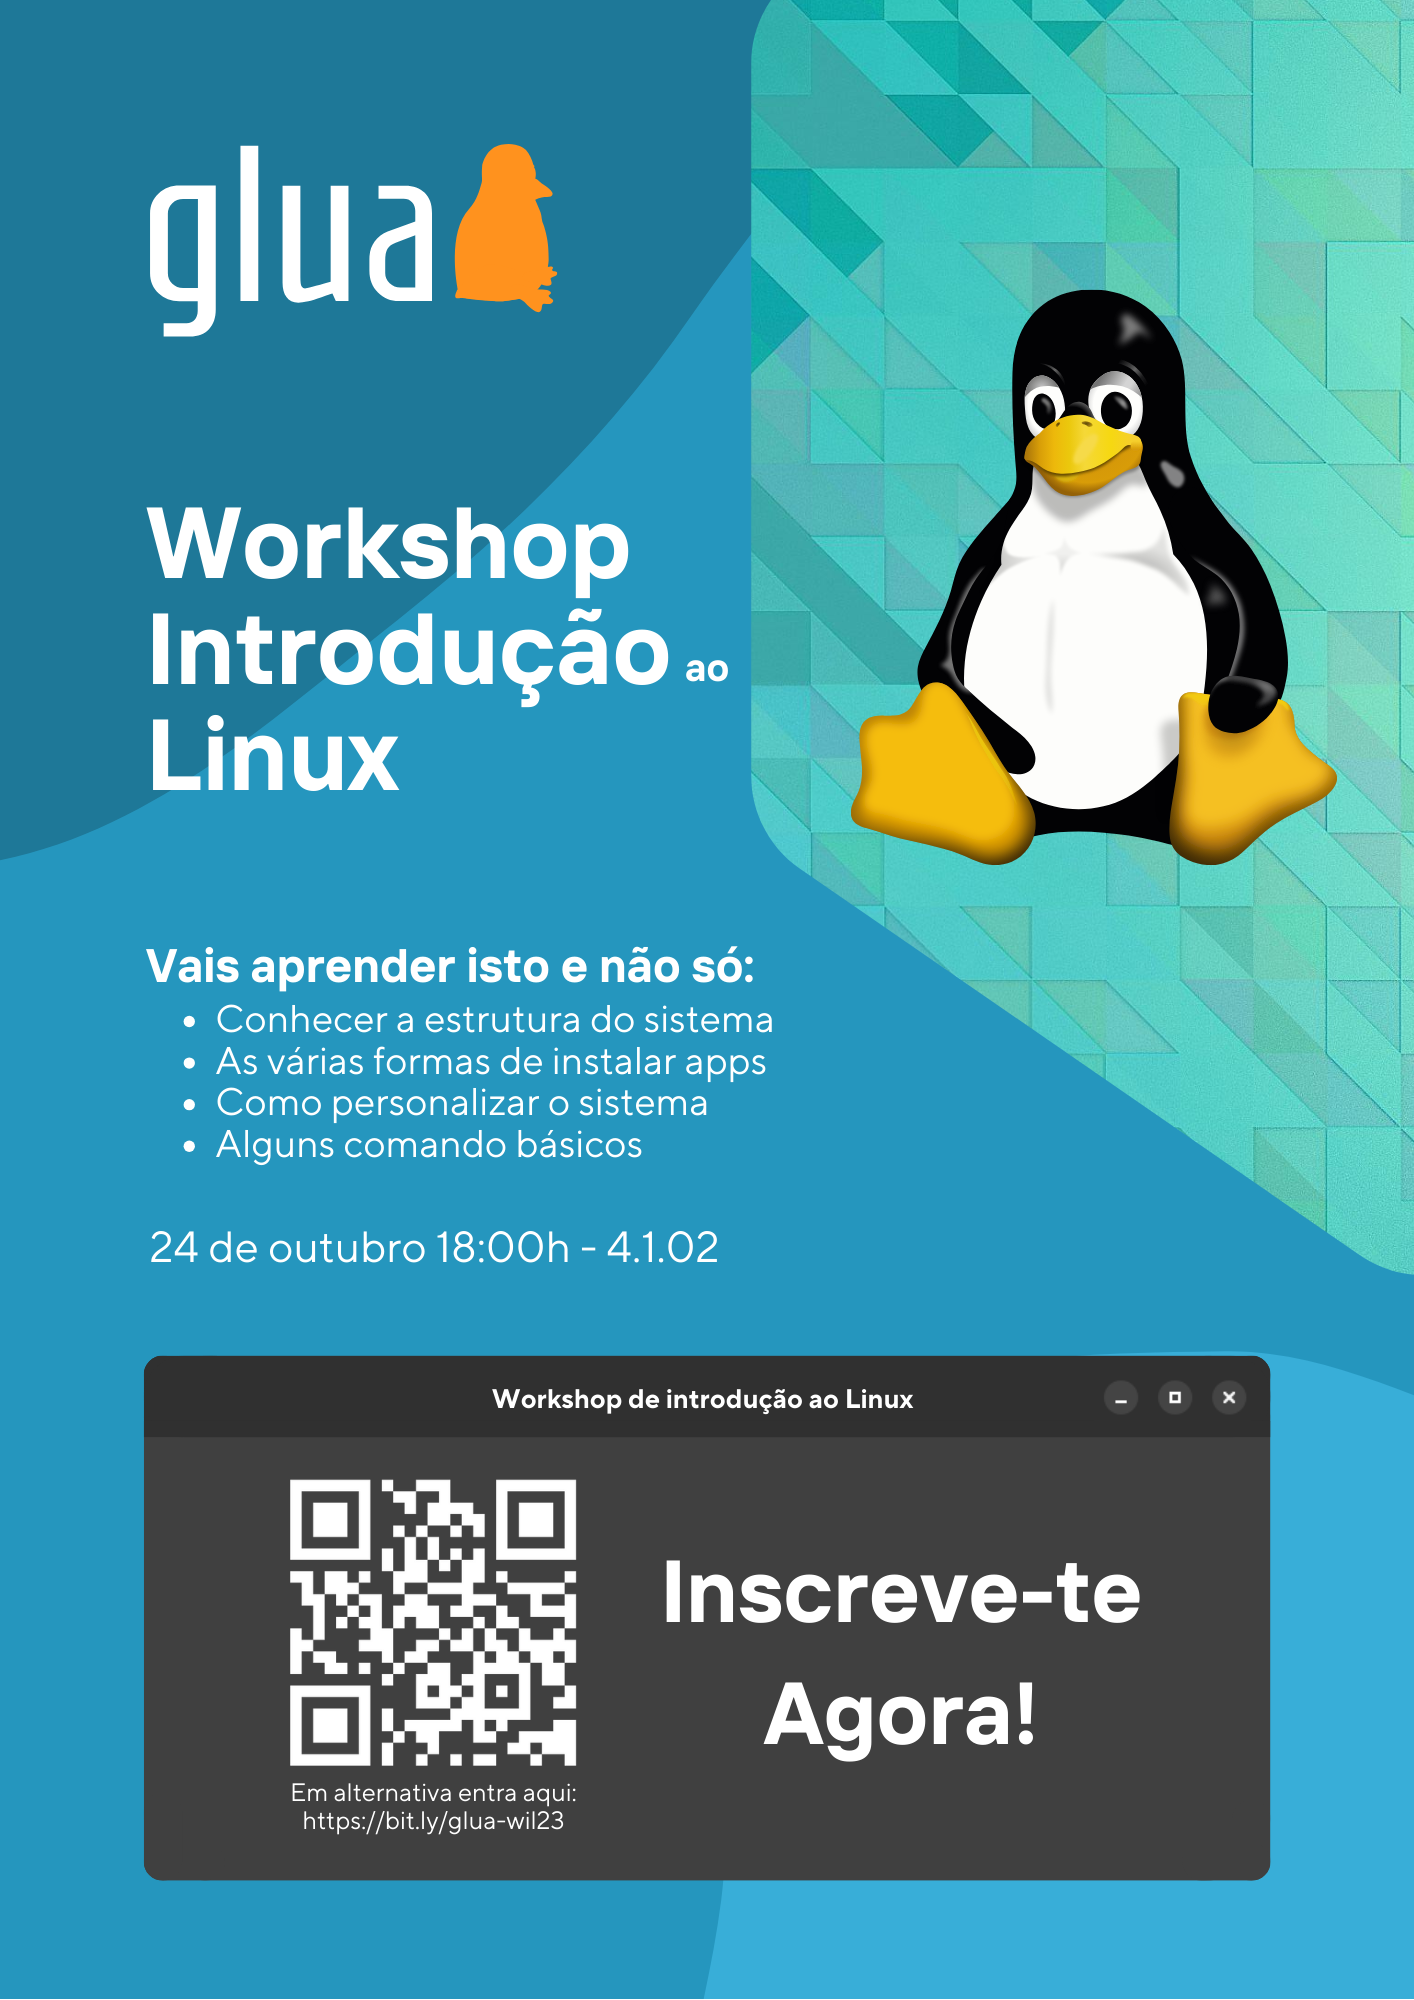 glua
Workshop
Introdução ao
Linux
Vais aprender isto e não só:
• Conhecer a estrutura do sistema
• As várias formas de instalar apps
• Como personalizar o sistema
• Alguns comando básicos
24 de outubro 18:00h - 4.1.02
Workshop de introdução ao Linux
Inscreve-te
Agora!
Em alternativa entra aqui:
https://bit.ly/glua-wil23